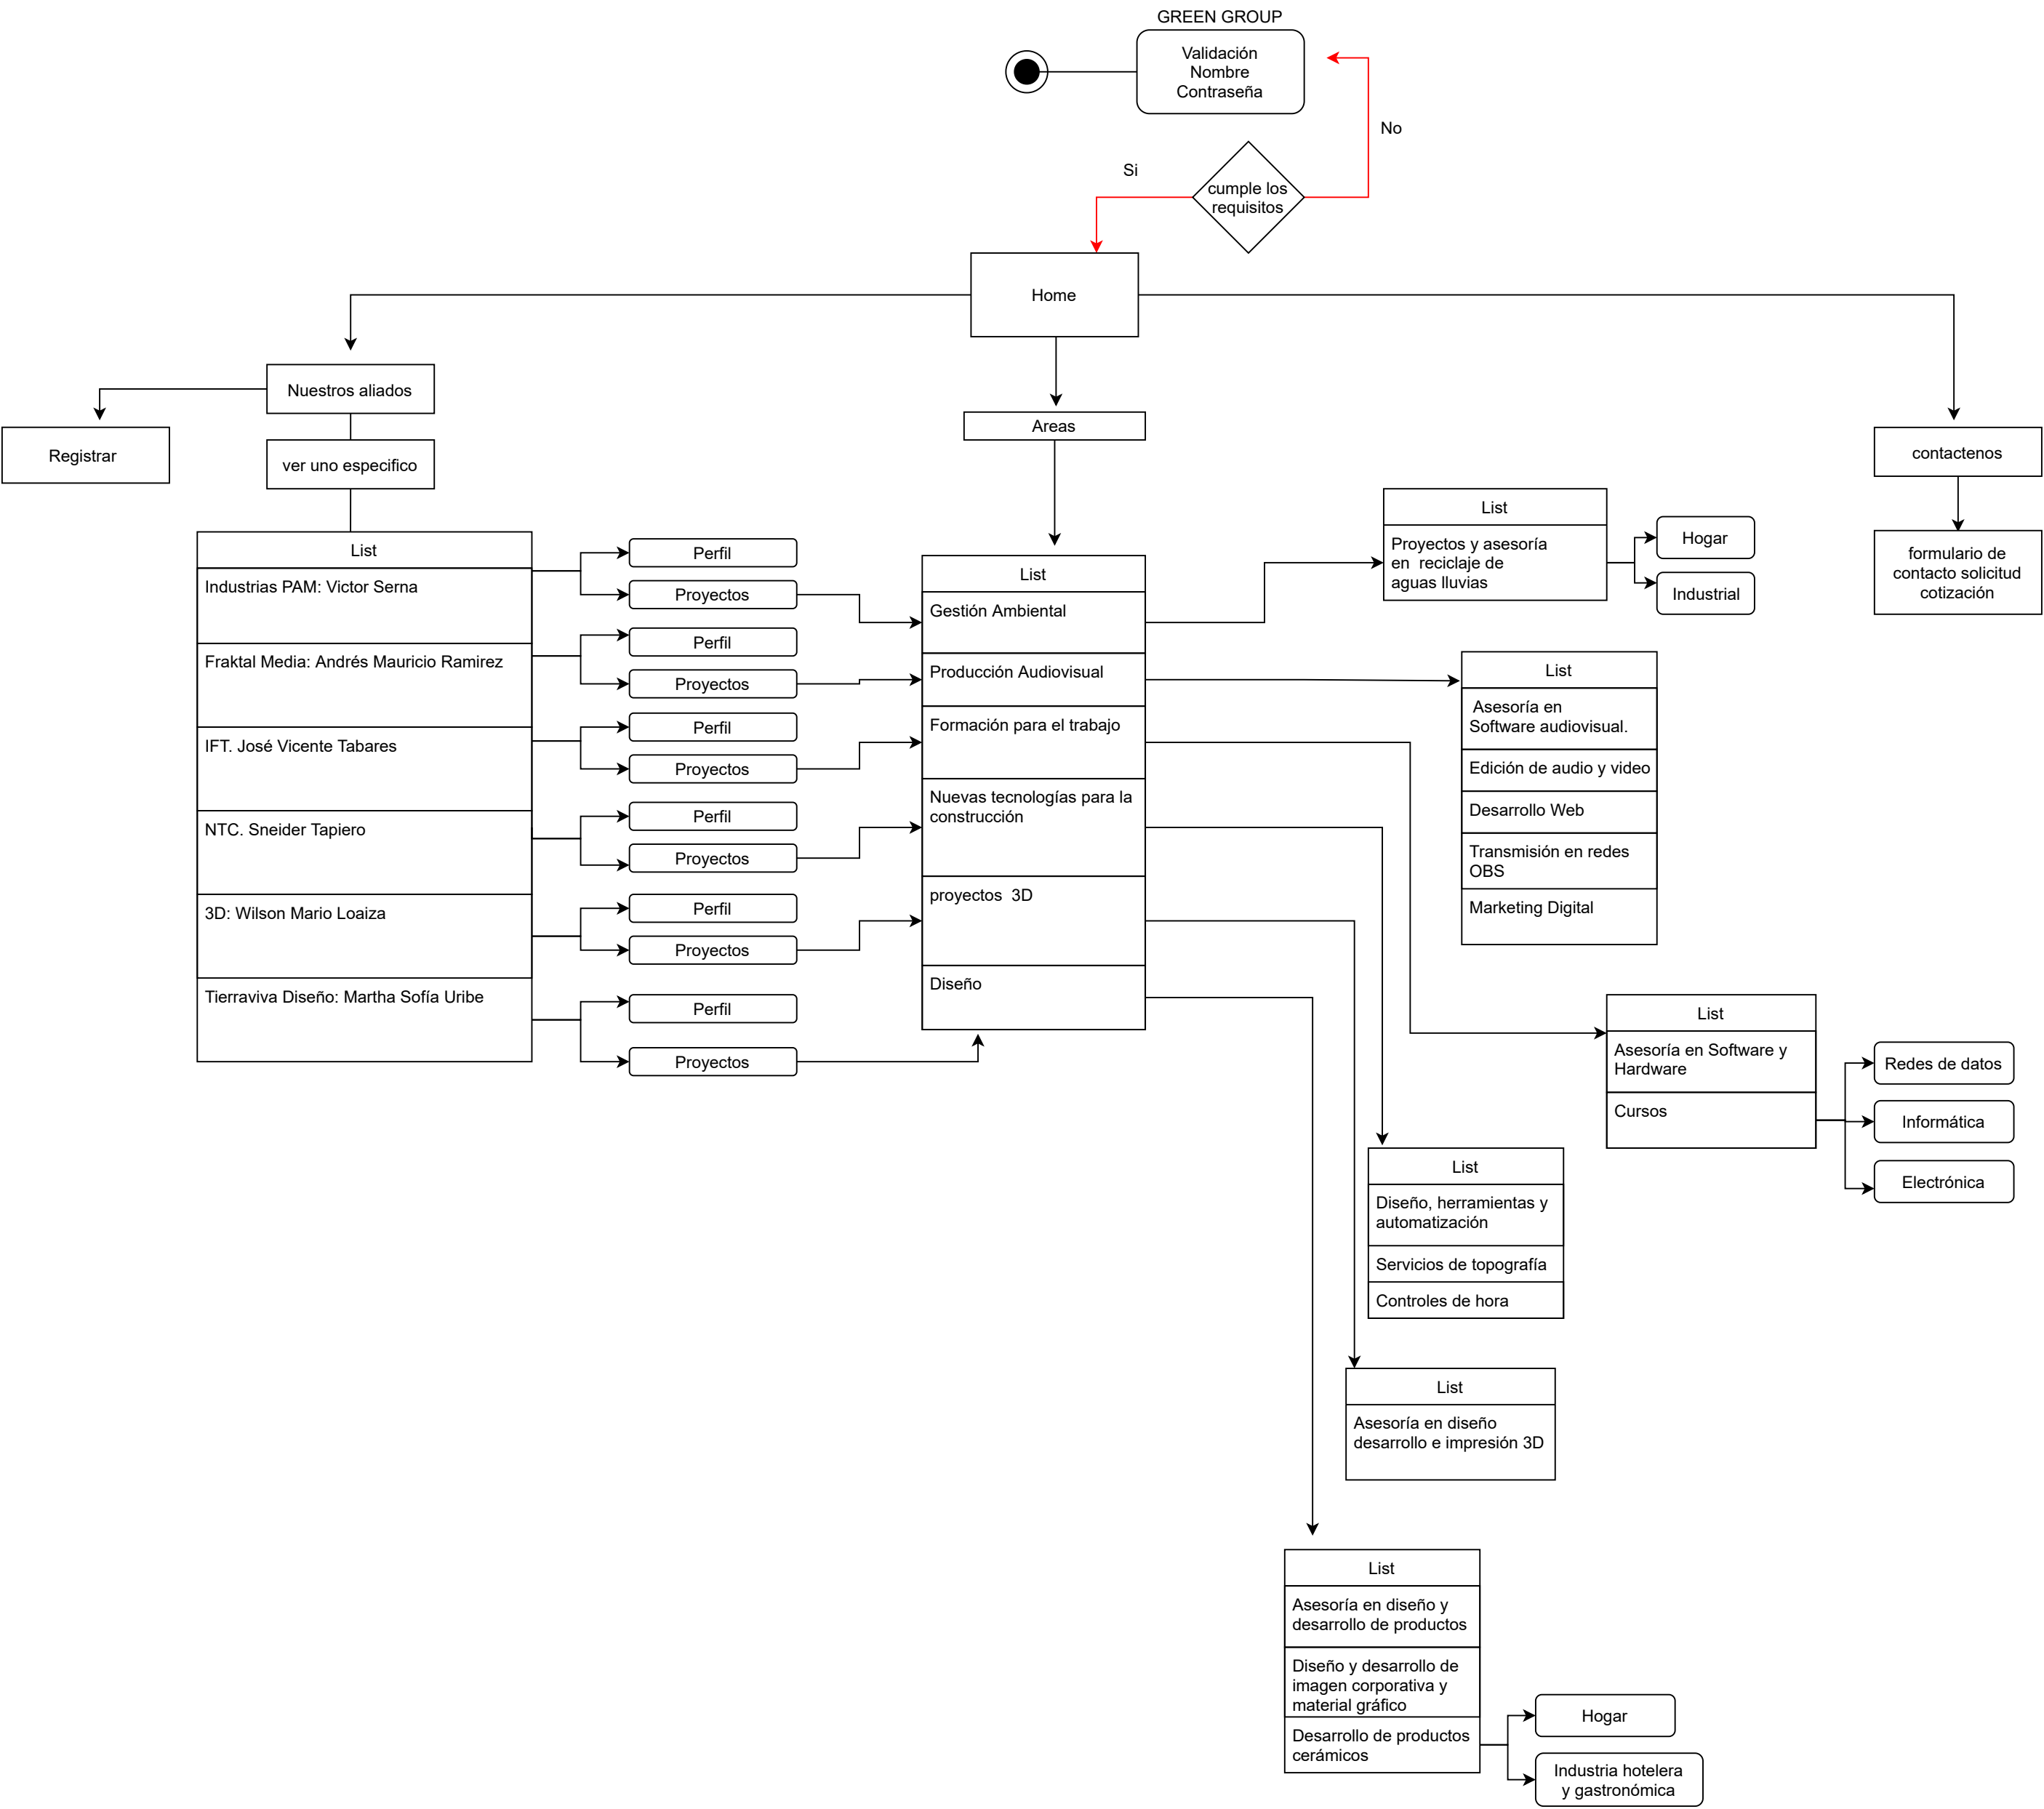 GREEN GROUP
Validación
Nombre
Contraseña
No
Si
cumple los
requisitos
Home
Nuestros aliados
Registrar
ver uno especifico
Areas
contactenos
formulario de
contacto solicitud
cotización
List
Industrias PAM: Victor Serna
Fraktal Media: Andrés Mauricio Ramirez
IFT. José Vicente Tabares
NTC. Sneider Tapiero
3D: Wilson Mario Loaiza
Tierraviva Diseño: Martha Sofía Uribe
Perfil
Proyectos
Perfil
Proyectos
Perfil
Proyectos
Perfil
Proyectos
Perfil
Proyectos
Perfil
Proyectos
List
Gestión Ambiental
Producción Audiovisual
Formación para el trabajo
Nuevas tecnologías para la
construcción
proyectos  3D
Diseño
List
Proyectos y asesoría
en  reciclaje de
aguas lluvias
Hogar
Industrial
List
Asesoría en
Software audiovisual.
Edición de audio y video
Desarrollo Web
Transmisión en redes
OBS
Marketing Digital
List
Asesoría en Software y
Hardware
Cursos
Redes de datos
Informática
Electrónica
List
Diseño, herramientas y
automatización
Servicios de topografía
Controles de hora
List
Asesoría en diseño
desarrollo e impresión 3D
List
Asesoría en diseño y
desarrollo de productos
Diseño y desarrollo de
imagen corporativa y
material gráfico
Desarrollo de productos
cerámicos
Hogar
Industria hotelera
y gastronómica